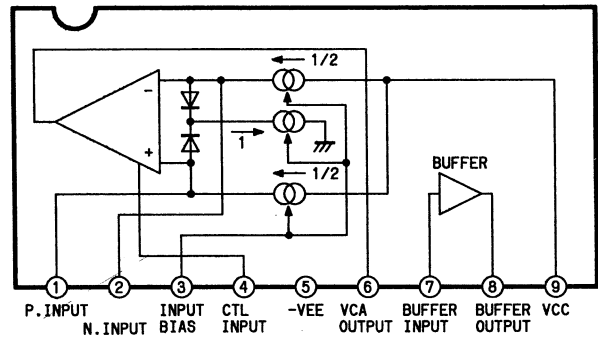 1/2
-
1
+
1/2
BUFFER
1 2 3 4 5 6 7 8 9
P.INPUT N.INPUT INPUT BIAS CTL INPUT -VEE VCA OUTPUT BUFFER INPUT BUFFER OUTPUT VCC